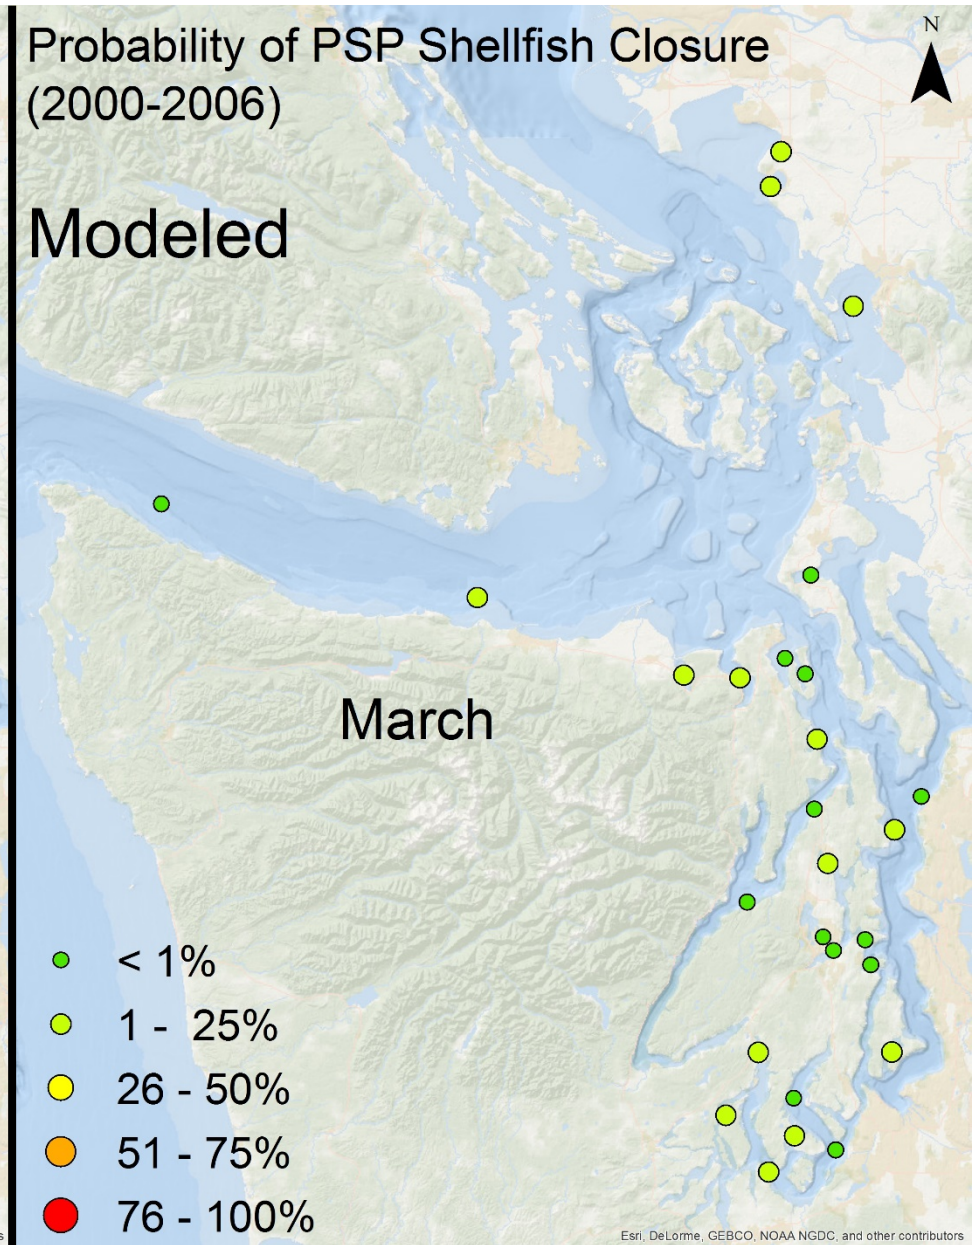 Probability of PSP Shellfish Closure
(2000-2006)
N
Modeled
March
< 1%
1 - 25%
26 - 50%
51 - 75%
76 - 100%
s
Esri, DeLorme, GEBCO, NOAA NGDC, and other contributors